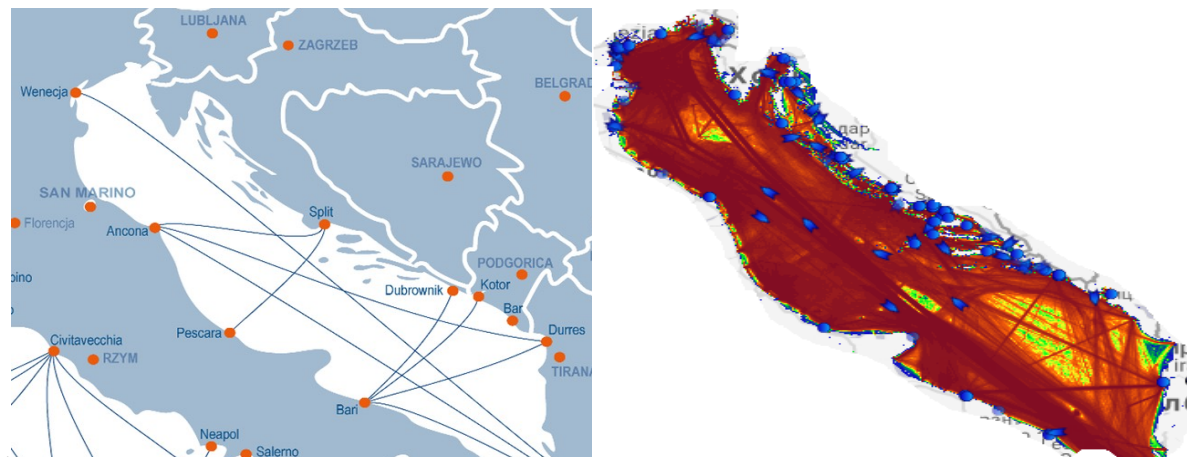 LUBLJANA
ZAGRZEB
Wenecja
BELGRAD
SARAJEWO
SAN MARINO
Florencja
Ancona
Split
PODGORICA
Dubrownik
Kotor
Bar
Durres
TIRANA
Pescara
Civitavecchia
RZYM
Bari
Neapol
Salerno